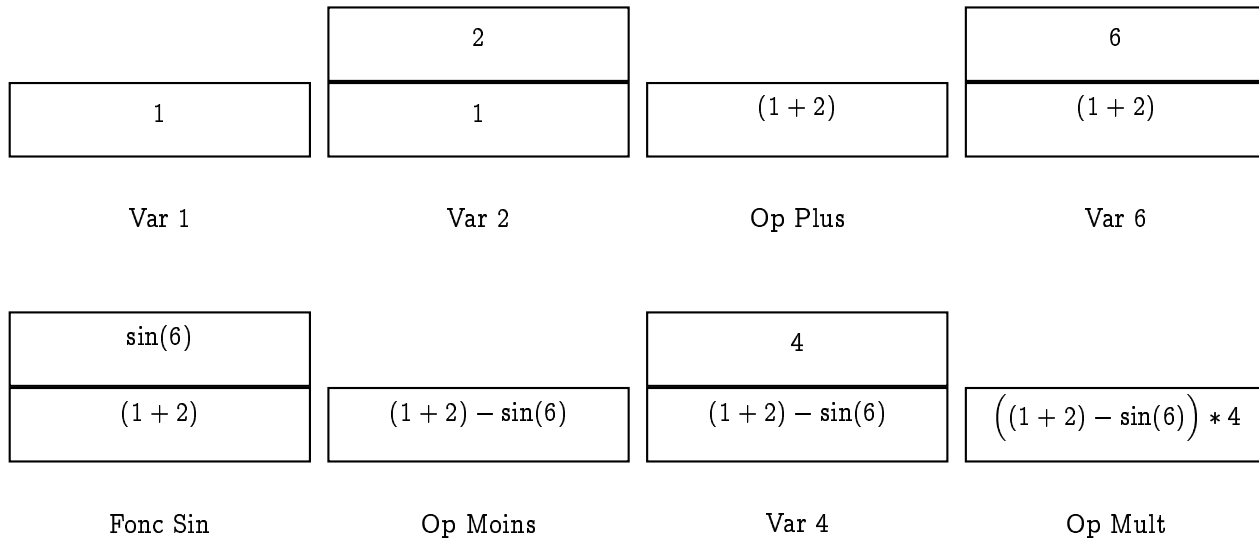 2 6
1 1 (1 + 2) (1 + 2)
Var 1 Var 2 Op Plus Var 6
sin(6) 4
(1 + 2) (1 + 2) − sin(6) (1 + 2) − sin(6) ((1 + 2) − sin(6)) ∗ 4
Fonc Sin Op Moins Var 4 Op Mult